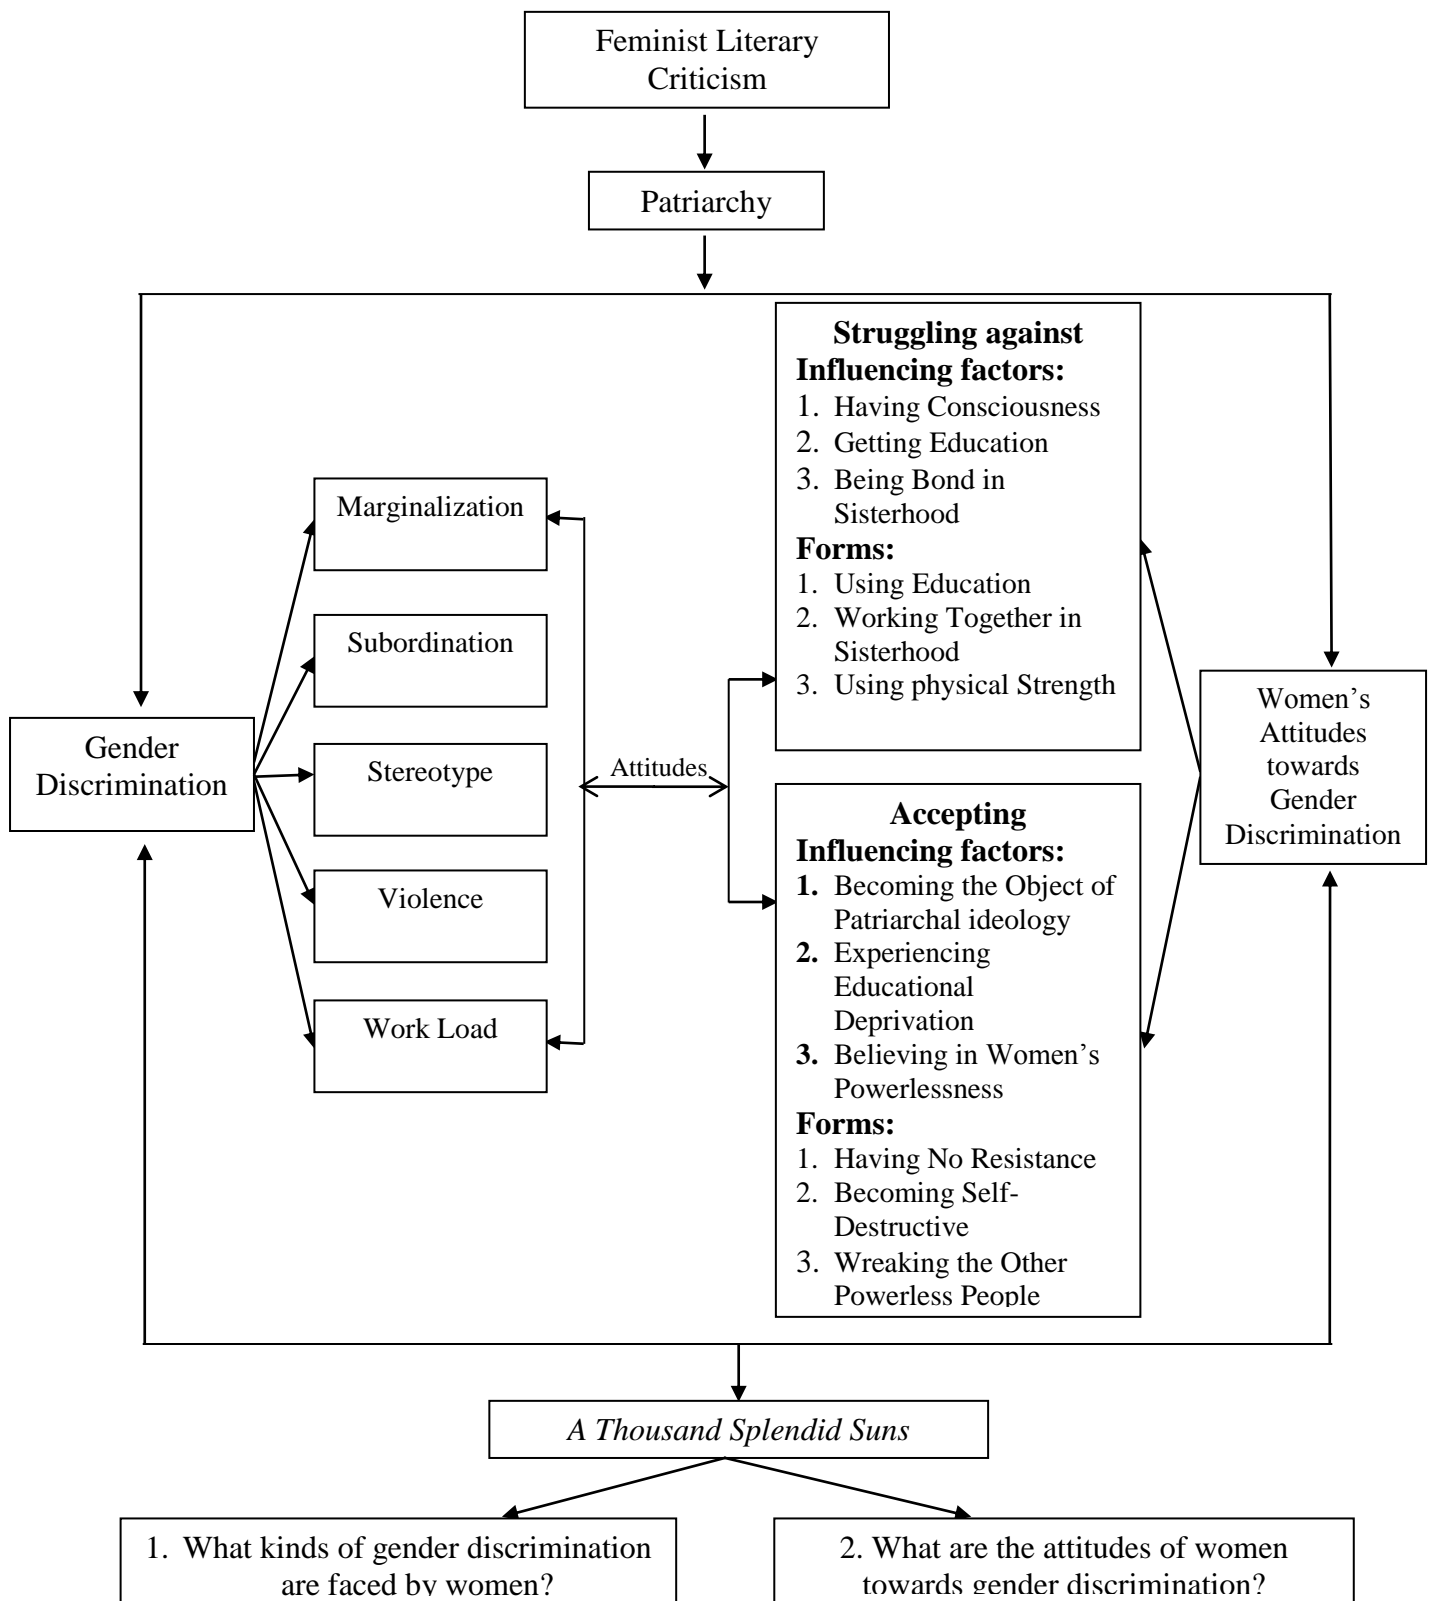 Feminist Literary
Criticism
Patriarchy
Struggling against
Influencing factors:
1. Having Consciousness
2. Getting Education
3. Being Bond in
Sisterhood
Forms:
1. Using Education
2. Working Together in
Sisterhood
3. Using physical Strength
Marginalization
Subordination
Stereotype
Violence
Work Load
Gender
Discrimination
Attitudes
Women’s
Attitudes
towards
Gender
Discrimination
Accepting
Influencing factors:
1. Becoming the Object of
Patriarchal ideology
2. Experiencing
Educational
Deprivation
3. Believing in Women’s
Powerlessness
Forms:
1. Having No Resistance
2. Becoming Self-
Destructive
3. Wreaking the Other
Powerless People
A Thousand Splendid Suns
1. What kinds of gender discrimination
are faced by women?
2. What are the attitudes of women
towards gender discrimination?